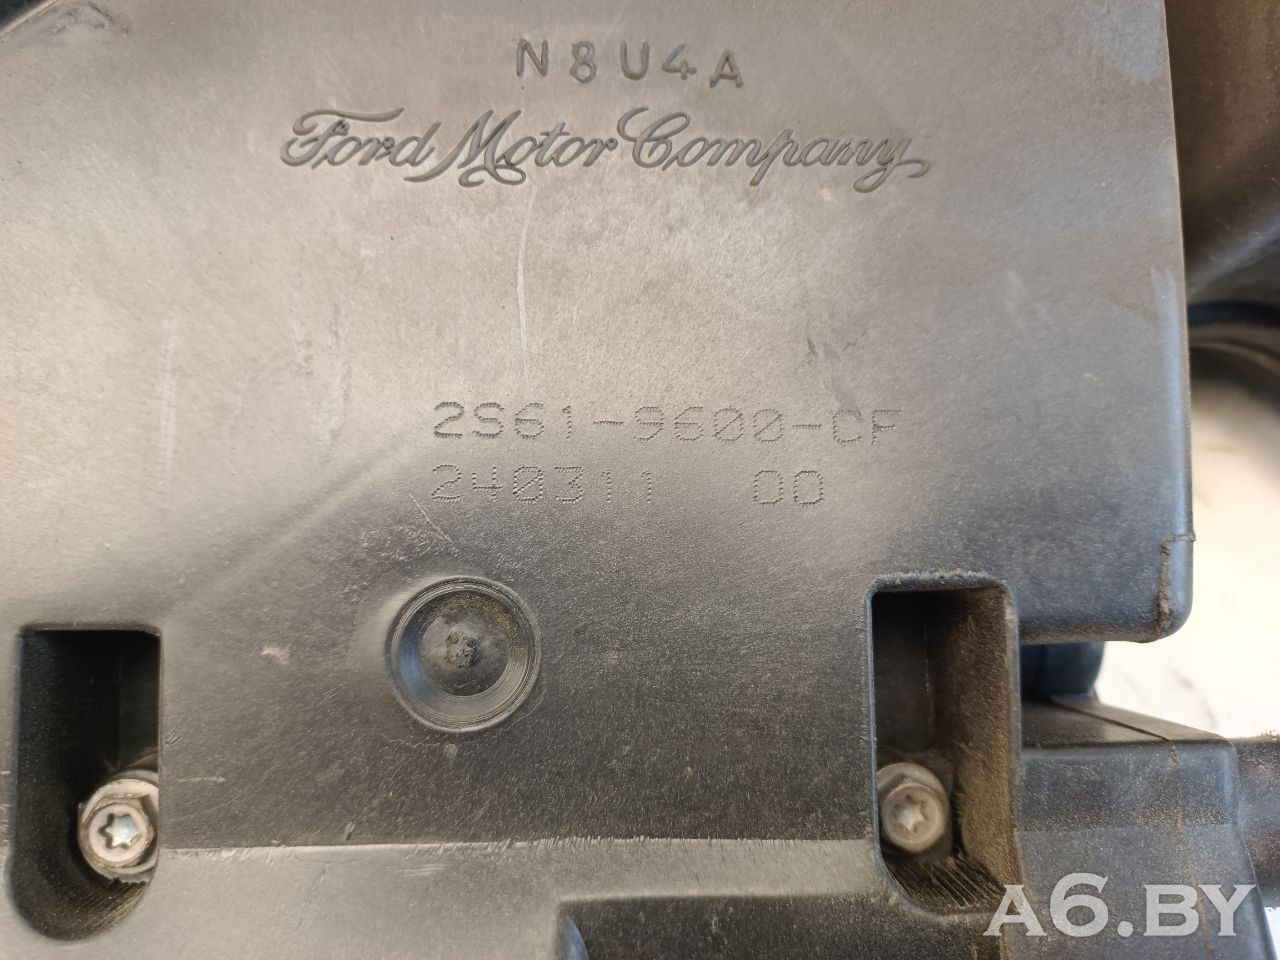 N8U4A
Ford Motor Company
2S61-9600-CF
240311 00
A6.BY